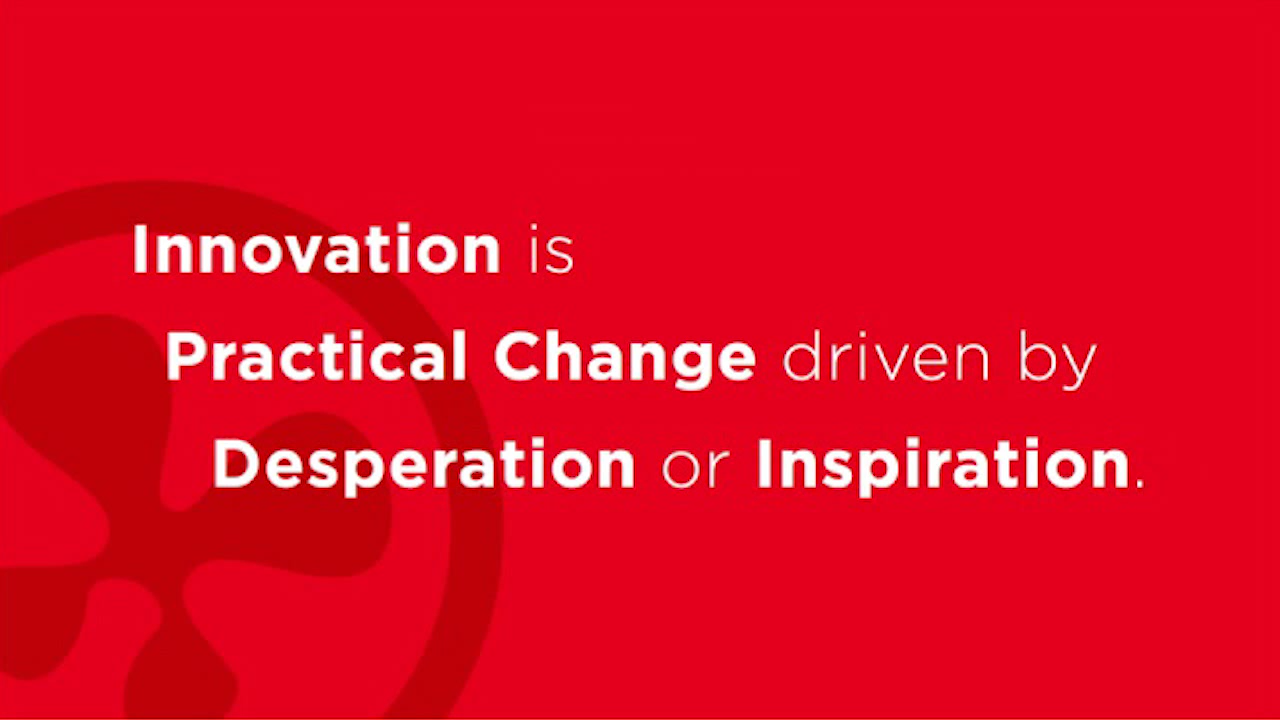 Innovation is
Practical Change driven by
Desperation or Inspiration.